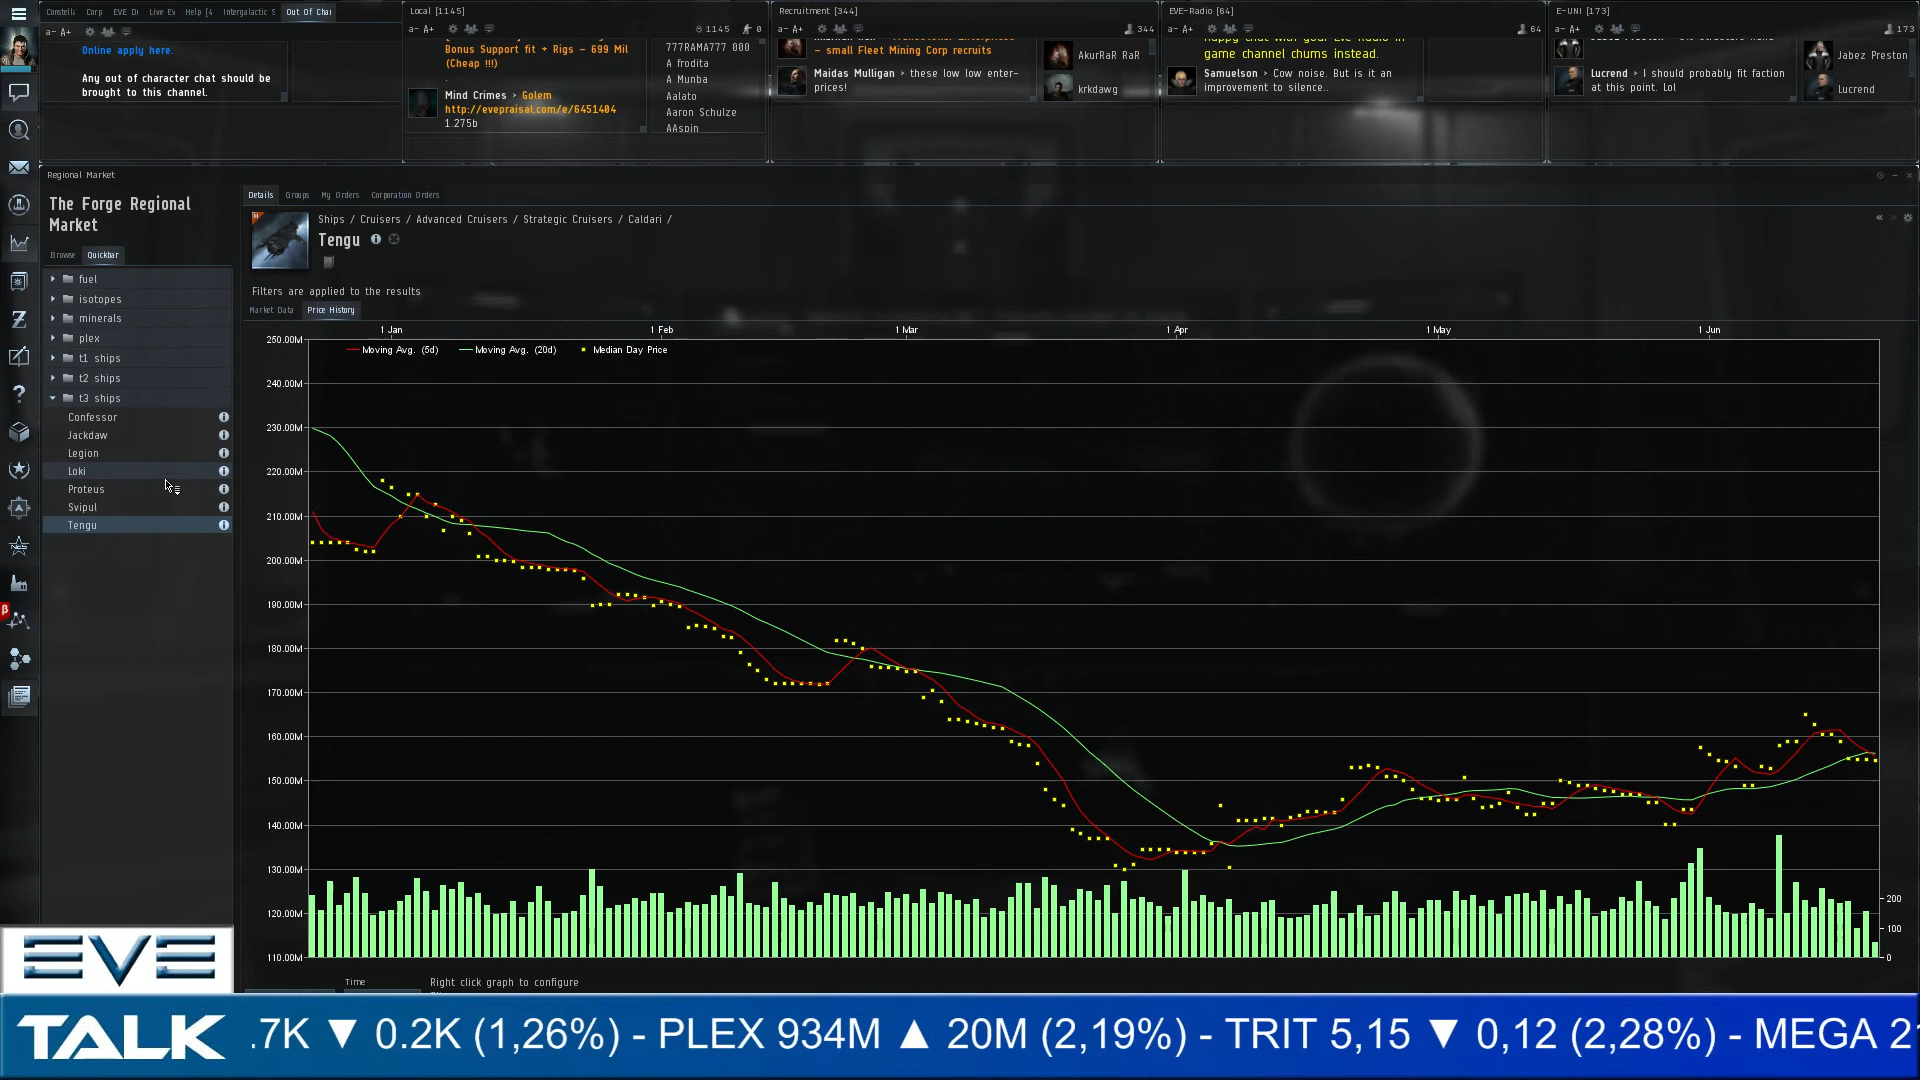 Corp
EVE D
Live Ev
Help [4
Intergalactic S
Out Of Cha
a- A+
Online apply here.
Any out of character chat should be
brought to this channel.
Local [1145]
a- A+
1145
0
Bonus Support fit + Rigs - 699 Mil
(Cheap !!!)
.
Mind Crimes > Golem
http://evepraisal.com/e/6451404
1.275b
777RAMA777 000
A frodita
A Munba
Aalato
Aaron Schulze
AAspin
Recruitment [344]
a- A+
344
- small Fleet Mining Corp recruits
Maidas Mulligan > these low low enter-
prices!
AkurRaR RaR
krkdawg
EVE-Radio [64]
a- A+
64
game channel chums instead.
Samuelson > Cow noise. But is it an
improvement to silence..
E-UNI [173]
a- A+
173
Lucrend > I should probably fit faction
at this point. Lol
Jabez Preston
Lucrend
Regional Market
The Forge Regional
Market
Browse
Quickbar
fuel
isotopes
minerals
plex
t1 ships
t2 ships
t3 ships
Confessor
Jackdaw
Legion
Loki
Proteus
Svipul
Tengu
Details
Groups
My Orders
Corporation Orders
Ships / Cruisers / Advanced Cruisers / Strategic Cruisers / Caldari /
Tengu
Filters are applied to the results
Market Data
Price History
1 Jan
1 Feb
1 Mar
1 Apr
1 May
1 Jun
Moving Avg. (5d)
Moving Avg. (20d)
Median Day Price
250.00M
240.00M
230.00M
220.00M
210.00M
200.00M
190.00M
180.00M
170.00M
160.00M
150.00M
140.00M
130.00M
120.00M
110.00M
200
100
0
Time
Right click graph to configure
β
EVE
TALK
.7K ▼ 0.2K (1,26%) - PLEX 934M ▲ 20M (2,19%) - TRIT 5,15 ▼ 0,12 (2,28%) - MEGA 2